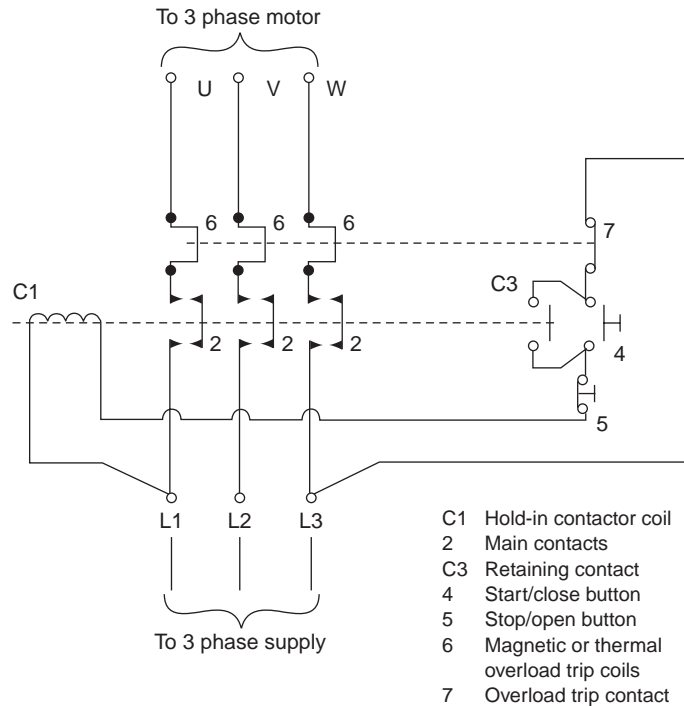 To 3 phase motor
U V W
6 6 6
7
C1
C3
2 2 2
4
5
L1 L2 L3
To 3 phase supply
C1 Hold-in contactor coil
2 Main contacts
C3 Retaining contact
4 Start/close button
5 Stop/open button
6 Magnetic or thermal
overload trip coils
7 Overload trip contact